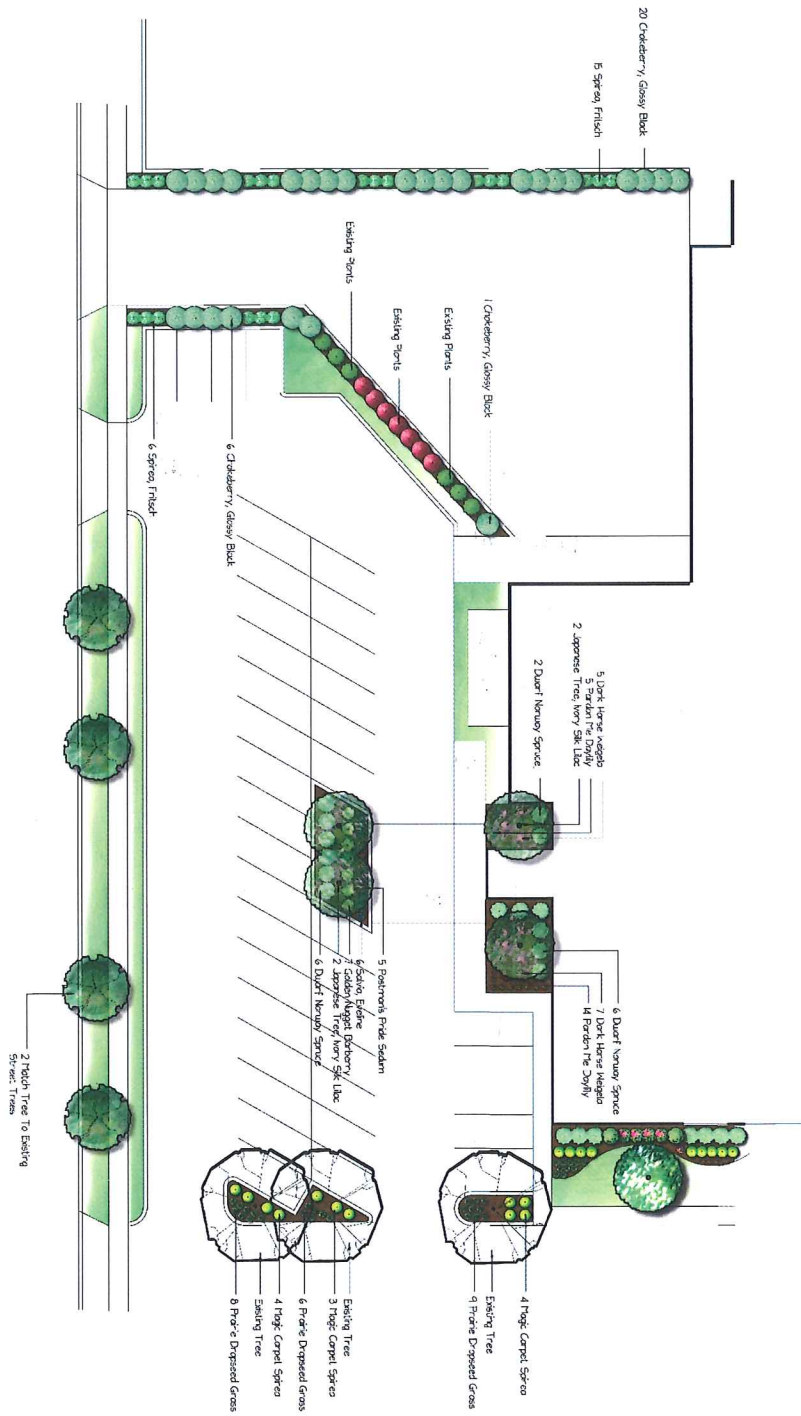 20 Chokeberry, Glossy Black
15 Spirea, Fritsch
Existing Plants
Existing Plants
Existing Plants
1 Chokeberry, Glossy Black
6 Spirea, Fritsch
6 Chokeberry, Glossy Black
5 Dark Horse Weigela
5 Pardon Me Daylily
2 Japanese Tree, Ivory Silk Lilac
2 Dwarf Norway Spruce
5 Postman's Pride Sedum
6 Salvia, Eveline
7 Golden Nugget Barberry
2 Japanese Tree, Ivory Silk Lilac
6 Dwarf Norway Spruce
6 Dwarf Norway Spruce
7 Dark Horse Weigela
14 Pardon Me Daylily
2 Match Tree To Existing
Street Trees
4 Magic Carpet Spirea
Existing Tree
9 Prairie Dropseed Grass
Existing Tree
3 Magic Carpet Spirea
6 Prairie Dropseed Grass
4 Magic Carpet Spirea
Existing Tree
8 Prairie Dropseed Grass